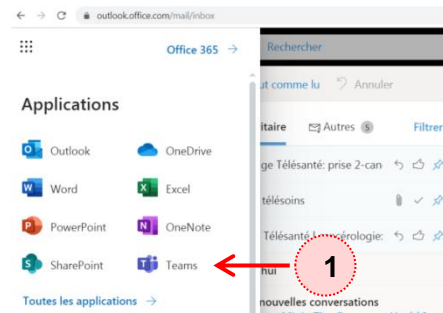 outlook.office.com/mail/inbox
Office 365 →
Rechercher
ut comme lu Annuler
Applications
itaire Autres 5 Filtrer
Outlook OneDrive
ge Télésanté: prise 2-can
Word Excel
télésoins
PowerPoint OneNote
Télésanté
SharePoint Teams
1
hui
Toutes les applications →
nouvelles conversations